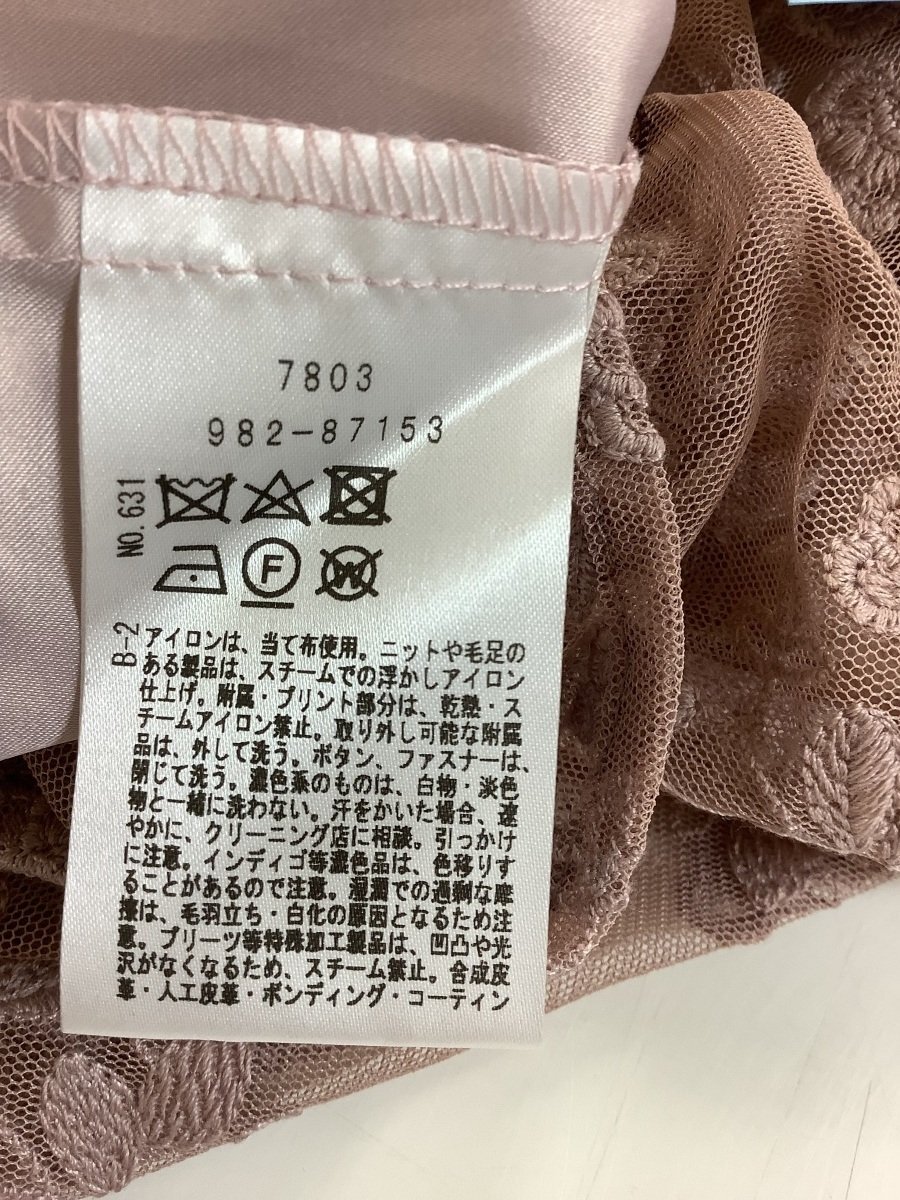 7803
982-87153
NO.631
F
W
B-2
アイロンは、当て布使用。ニットや毛足の
ある製品は、スチームでの浮かしアイロン
仕上げ。附属・プリント部分は、乾熱・ス
チームアイロン禁止。取り外し可能な附属
品は、外して洗う。ボタン、ファスナーは、
閉じて洗う。濃色系のものは、白物・淡色
物と一緒に洗わない。汗をかいた場合、速
やかに、クリーニング店に相談。引っかけ
に注意。インディゴ等濃色品は、色移りす
ることがあるので注意。湿潤での過剰な摩
擦は、毛羽立ち・白化の原因となるため注
意。プリーツ等特殊加工製品は、凹凸や光
沢がなくなるため、スチーム禁止。合成皮
革・人工皮革・ボンディング・コーティン